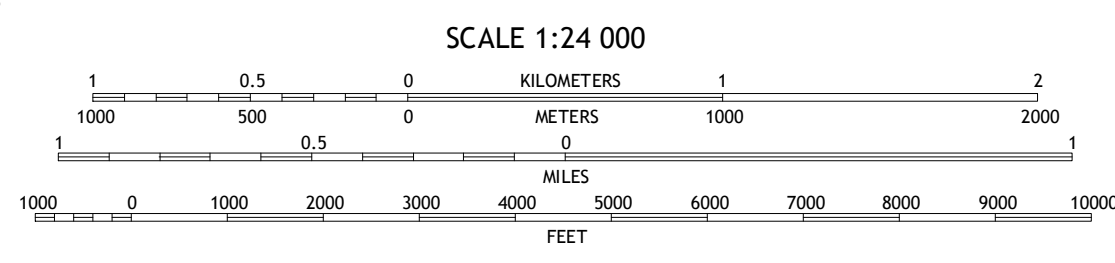 SCALE 1:24 000
1 0.5 0 KILOMETERS 1 2
1000 500 0 METERS 1000 2000
1 0.5 0 1
MILES
1000 0 1000 2000 3000 4000 5000 6000 7000 8000 9000 10000
FEET